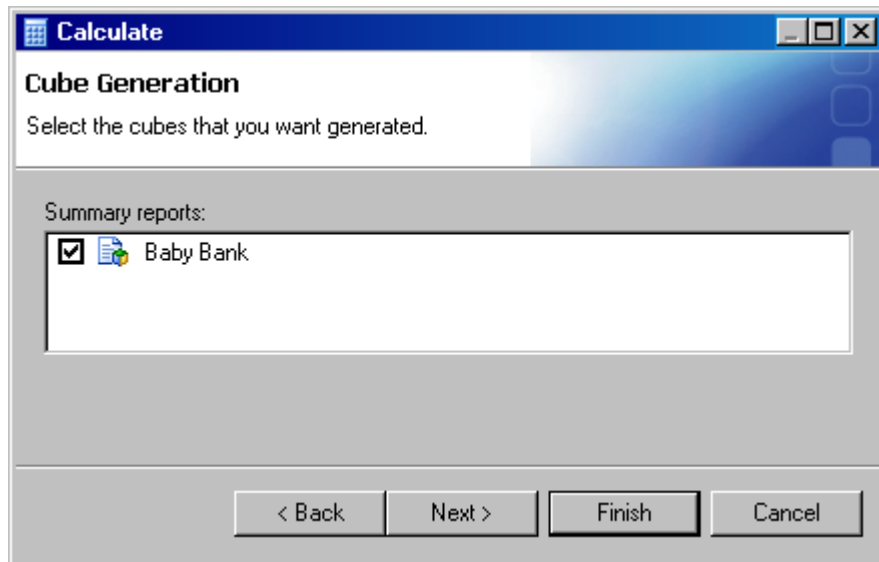 Calculate
Cube Generation
Select the cubes that you want generated.
Summary reports:
Baby Bank
< Back Next > Finish Cancel